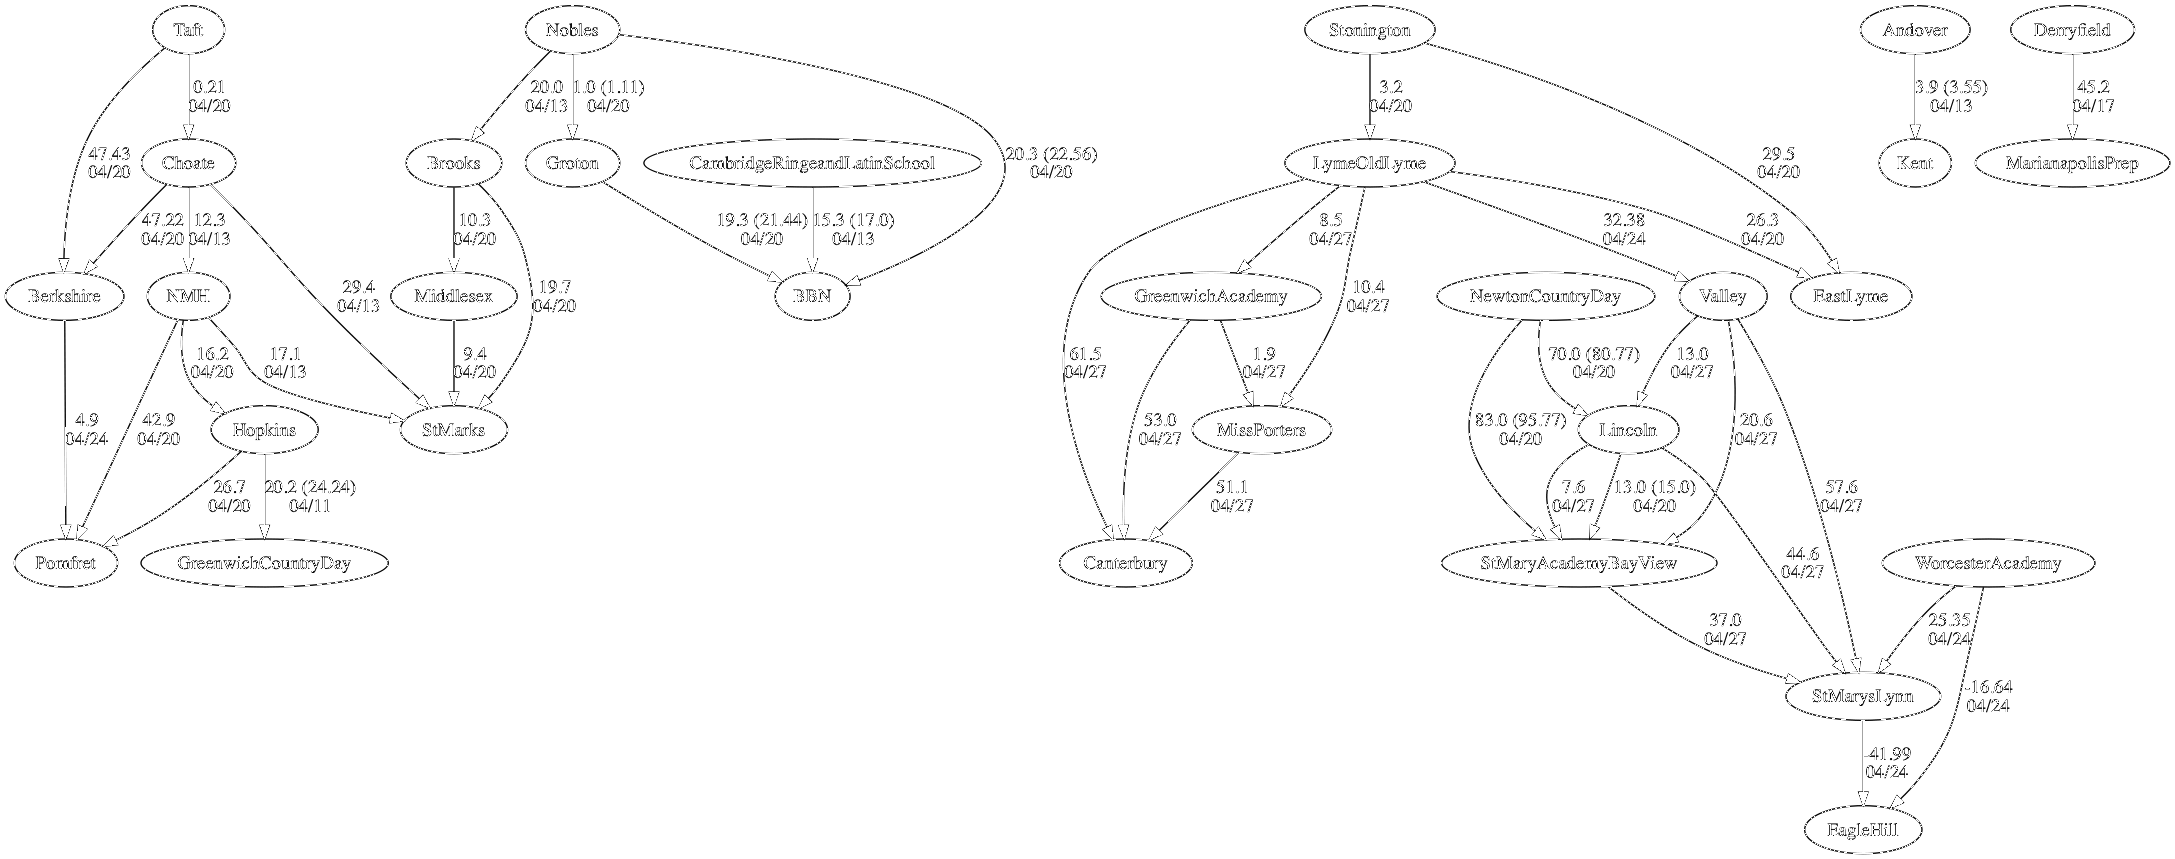 Taft
Nobles
Stonington
Andover
Derryfield
0.21
04/20
20.0
04/13
1.0 (1.11)
04/20
3.2
04/20
3.9 (3.55)
04/13
45.2
04/17
47.43
04/20
Choate
Brooks
Groton
CambridgeRingeandLatinSchool
20.3 (22.56)
04/20
LymeOldLyme
29.5
04/20
Kent
MarianapolisPrep
47.22
04/20
12.3
04/13
10.3
04/20
19.3 (21.44)
04/20
15.3 (17.0)
04/13
8.5
04/27
32.38
04/24
26.3
04/20
Berkshire
NMH
29.4
04/13
Middlesex
19.7
04/20
BBN
GreenwichAcademy
10.4
04/27
NewtonCountryDay
Valley
EastLyme
16.2
04/20
17.1
04/13
9.4
04/20
61.5
04/27
1.9
04/27
70.0 (80.77)
04/20
13.0
04/27
4.9
04/24
42.9
04/20
Hopkins
StMarks
53.0
04/27
MissPorters
83.0 (95.77)
04/20
Lincoln
20.6
04/27
26.7
04/20
20.2 (24.24)
04/11
51.1
04/27
7.6
04/27
13.0 (15.0)
04/20
57.6
04/27
Pomfret
GreenwichCountryDay
Canterbury
StMaryAcademyBayView
44.6
04/27
WorcesterAcademy
37.0
04/27
25.35
04/24
StMarysLynn
-16.64
04/24
-41.99
04/24
EagleHill